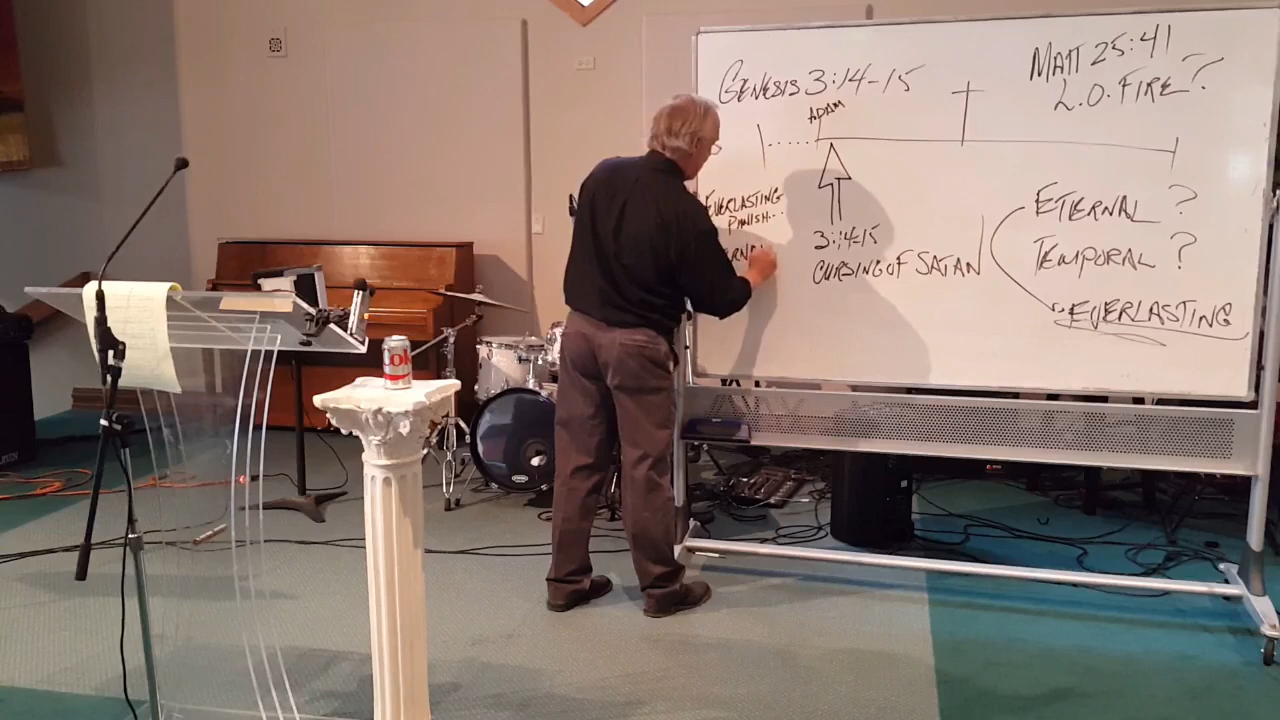 GENESIS 3:14-15
MATT 25:41
L.O. FIRE?
ADAM
EVERLASTING
PUNISH...
3:14-15
CURSING OF SATAN
ETERNAL ?
TEMPORAL ?
EVERLASTING
Coke